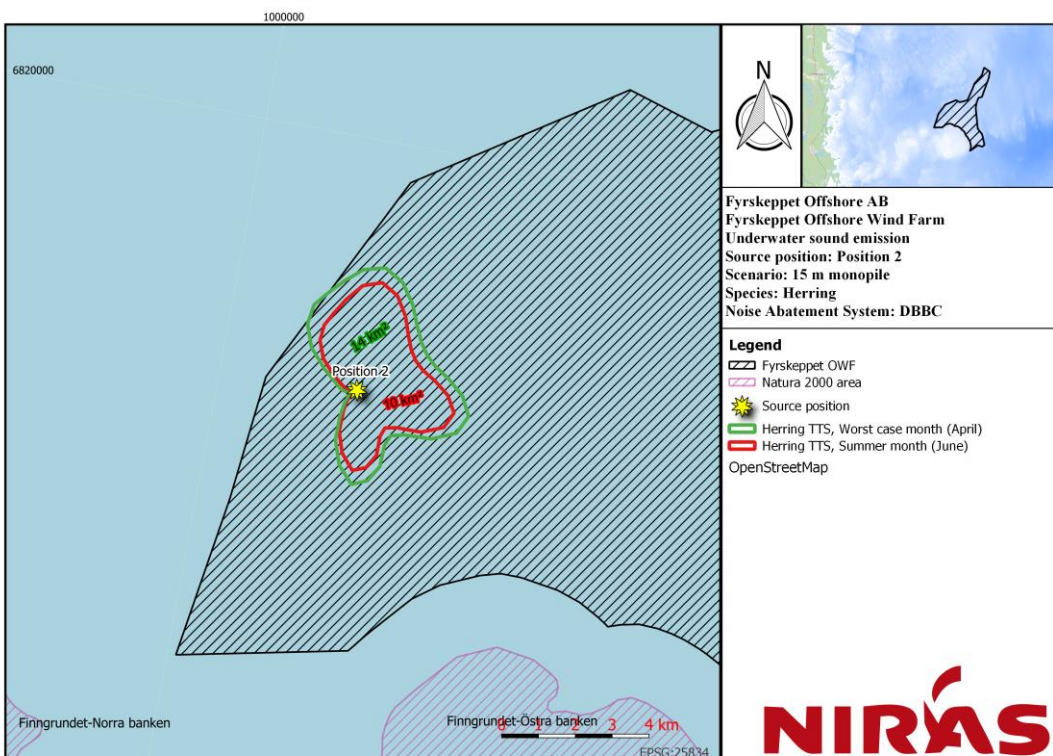 1000000
6820000
N
Fyrskeppet Offshore AB
Fyrskeppet Offshore Wind Farm
Underwater sound emission
Source position: Position 2
Scenario: 15 m monopile
Species: Herring
Noise Abatement System: DBBC
Legend
Fyrskeppet OWF
Natura 2000 area
Source position
Herring TTS, Worst case month (April)
Herring TTS, Summer month (June)
OpenStreetMap
14 km²
Position 2
10 km²
Finngrundet-Norra banken
Finngrundet-Östra banken
0 1 2 3 4 km
EPSG:25834
NIRAS